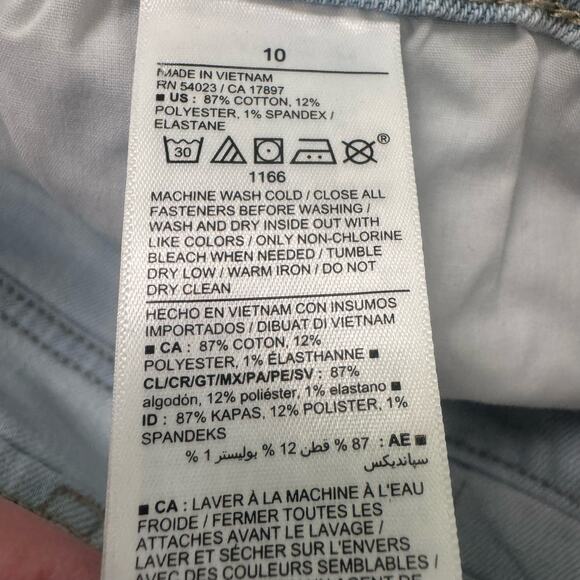 10
MADE IN VIETNAM
RN 54023 / CA 17897
■ US : 87% COTTON, 12%
POLYESTER, 1% SPANDEX /
ELASTANE
30 ®
1166
MACHINE WASH COLD / CLOSE ALL
FASTENERS BEFORE WASHING /
WASH AND DRY INSIDE OUT WITH
LIKE COLORS / ONLY NON-CHLORINE
BLEACH WHEN NEEDED / TUMBLE
DRY LOW / WARM IRON / DO NOT
DRY CLEAN
HECHO EN VIETNAM CON INSUMOS
IMPORTADOS / DIBUAT DI VIETNAM
■ CA : 87% COTON, 12%
POLYESTER, 1% ÉLASTHANNE ■
CL/CR/GT/MX/PA/PE/SV : 87%
algodón, 12% poliéster, 1% elastano ■
ID : 87% KAPAS, 12% POLISTER, 1%
SPANDEKS
■ AE : 87 % قطن 12 % بوليستر 1 %
سبانديكس
■ CA : LAVER À LA MACHINE À L'EAU
FROIDE / FERMER TOUTES LES
ATTACHES AVANT LE LAVAGE /
LAVER ET SÉCHER SUR L'ENVERS
AVEC COULEURS SEMBLABLES /